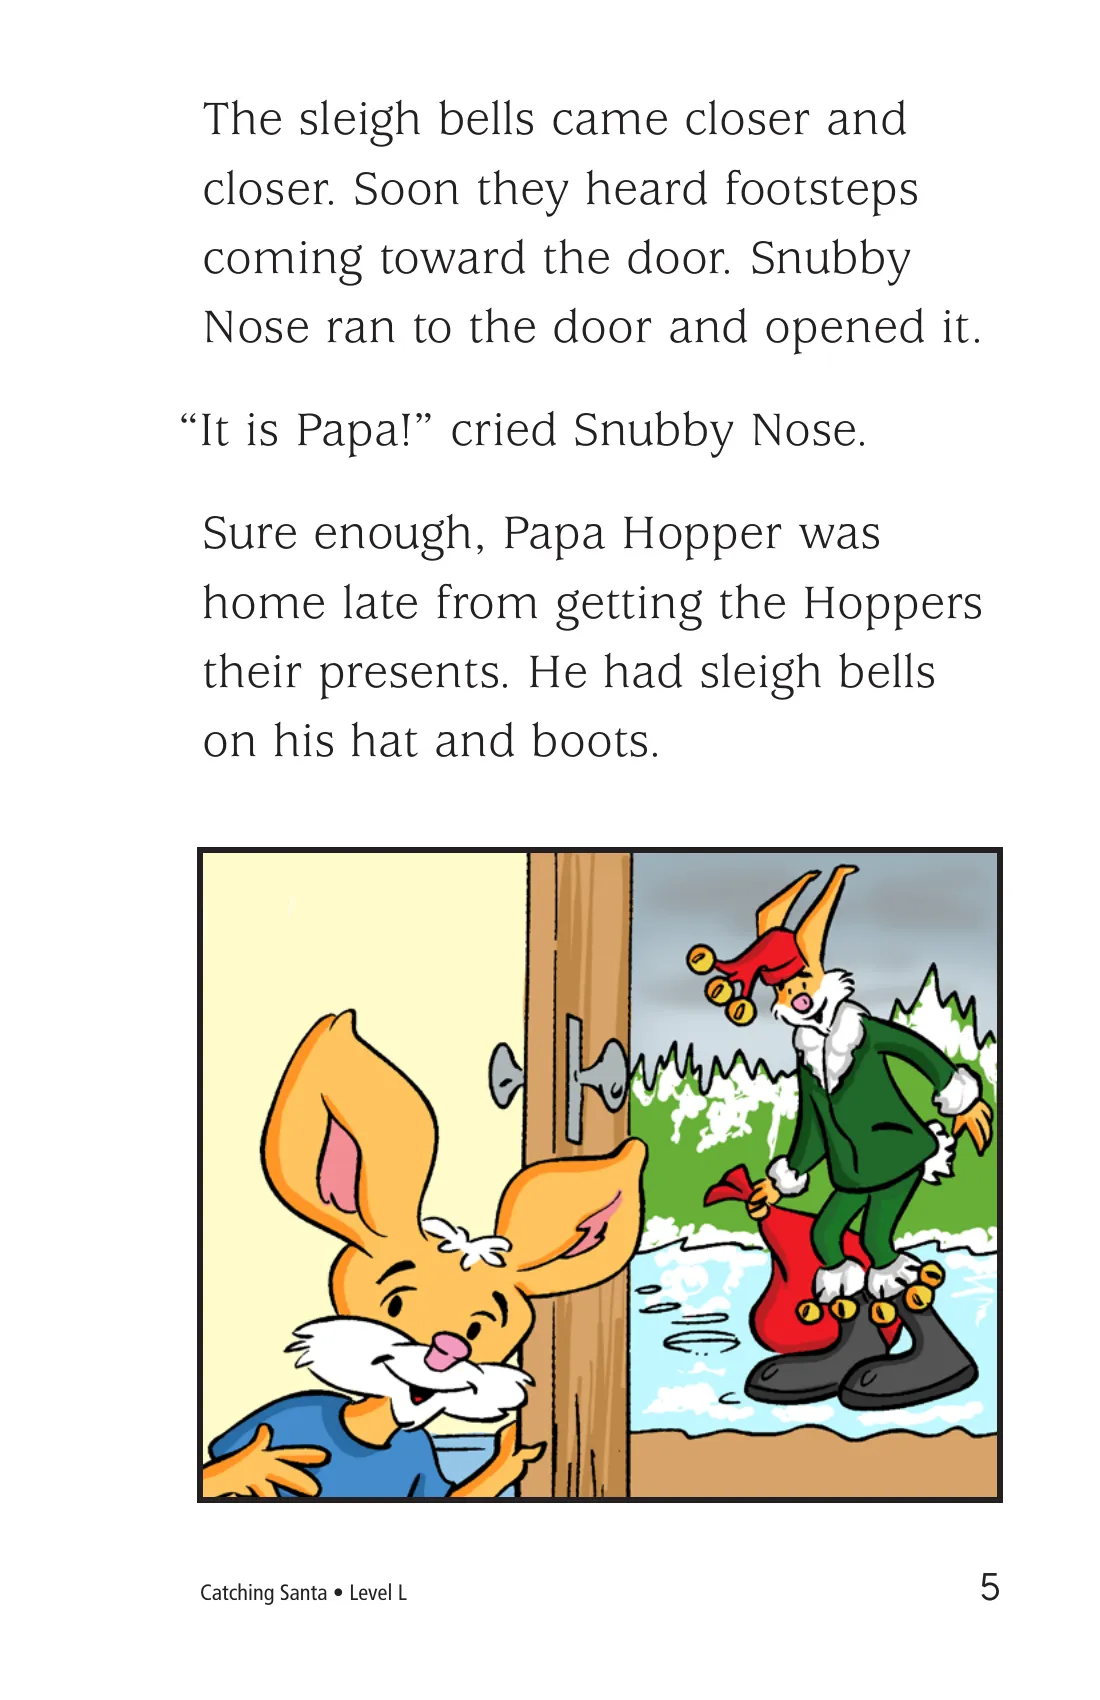 The sleigh bells came closer and
closer. Soon they heard footsteps
coming toward the door. Snubby
Nose ran to the door and opened it.
“It is Papa!” cried Snubby Nose.
Sure enough, Papa Hopper was
home late from getting the Hoppers
their presents. He had sleigh bells
on his hat and boots.
Catching Santa • Level L
5